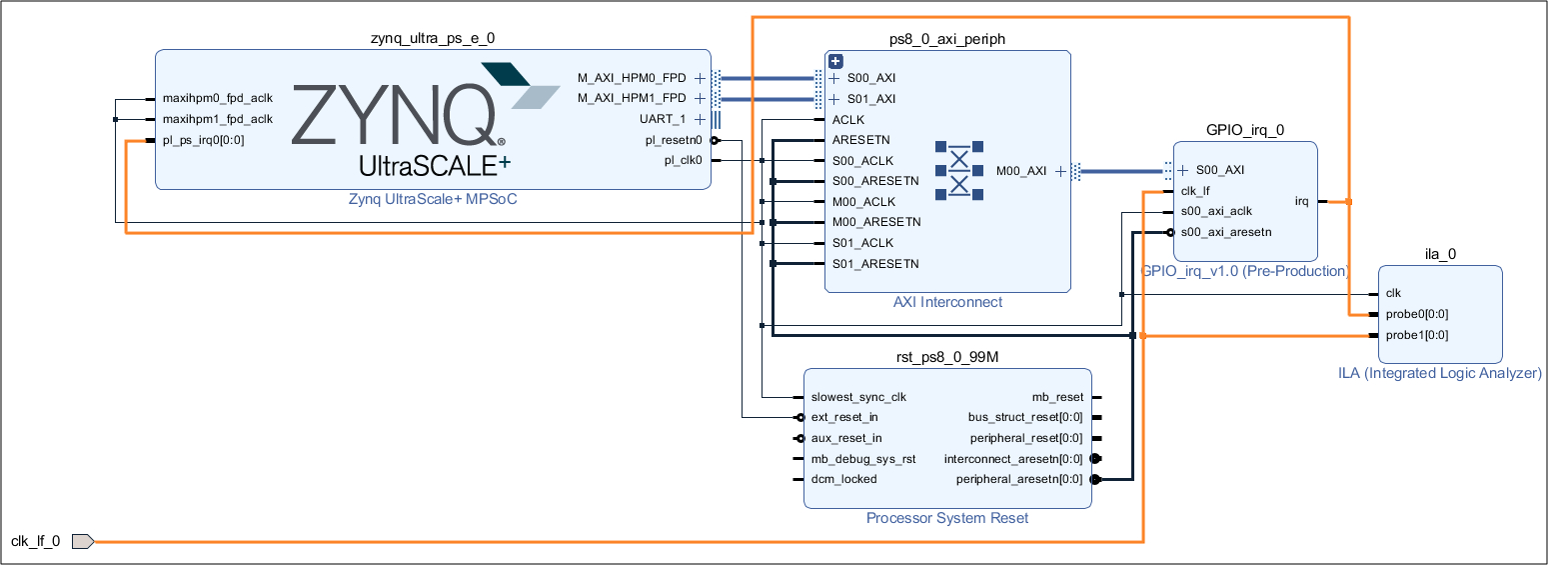 zynq_ultra_ps_e_0
maxihpm0_fpd_aclk
maxihpm1_fpd_aclk
pl_ps_irq0[0:0]
ZYNQ®
UltraSCALE+
M_AXI_HPM0_FPD
M_AXI_HPM1_FPD
UART_1
pl_resetn0
pl_clk0
Zynq UltraScale+ MPSoC
ps8_0_axi_periph
S00_AXI
S01_AXI
ACLK
ARESETN
S00_ACLK
S00_ARESETN
M00_ACLK
M00_ARESETN
S01_ACLK
S01_ARESETN
M00_AXI
AXI Interconnect
GPIO_irq_0
S00_AXI
clk_lf
s00_axi_aclk
s00_axi_aresetn
irq
GPIO_irq_v1.0 (Pre-Production)
ila_0
clk
probe0[0:0]
probe1[0:0]
ILA (Integrated Logic Analyzer)
rst_ps8_0_99M
slowest_sync_clk
ext_reset_in
aux_reset_in
mb_debug_sys_rst
dcm_locked
mb_reset
bus_struct_reset[0:0]
peripheral_reset[0:0]
interconnect_aresetn[0:0]
peripheral_aresetn[0:0]
Processor System Reset
clk_lf_0